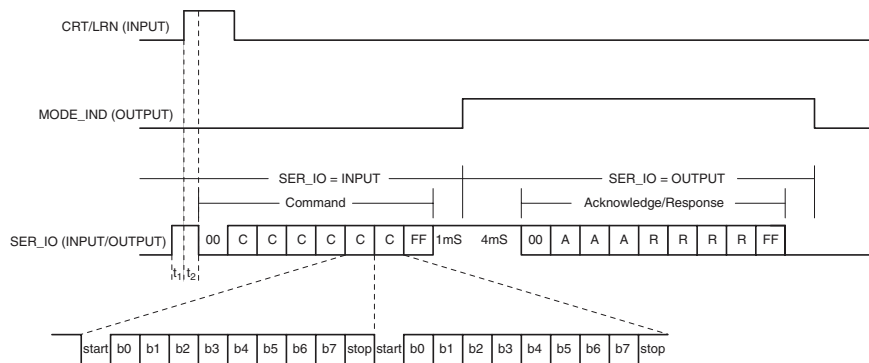 CRT/LRN (INPUT)
MODE_IND (OUTPUT)
SER_IO = INPUT SER_IO = OUTPUT
Command Acknowledge/Response
SER_IO (INPUT/OUTPUT) 00 C C C C C C FF 1mS 4mS 00 A A A R R R R FF
t1 t2
start b0 b1 b2 b3 b4 b5 b6 b7 stop start b0 b1 b2 b3 b4 b5 b6 b7 stop